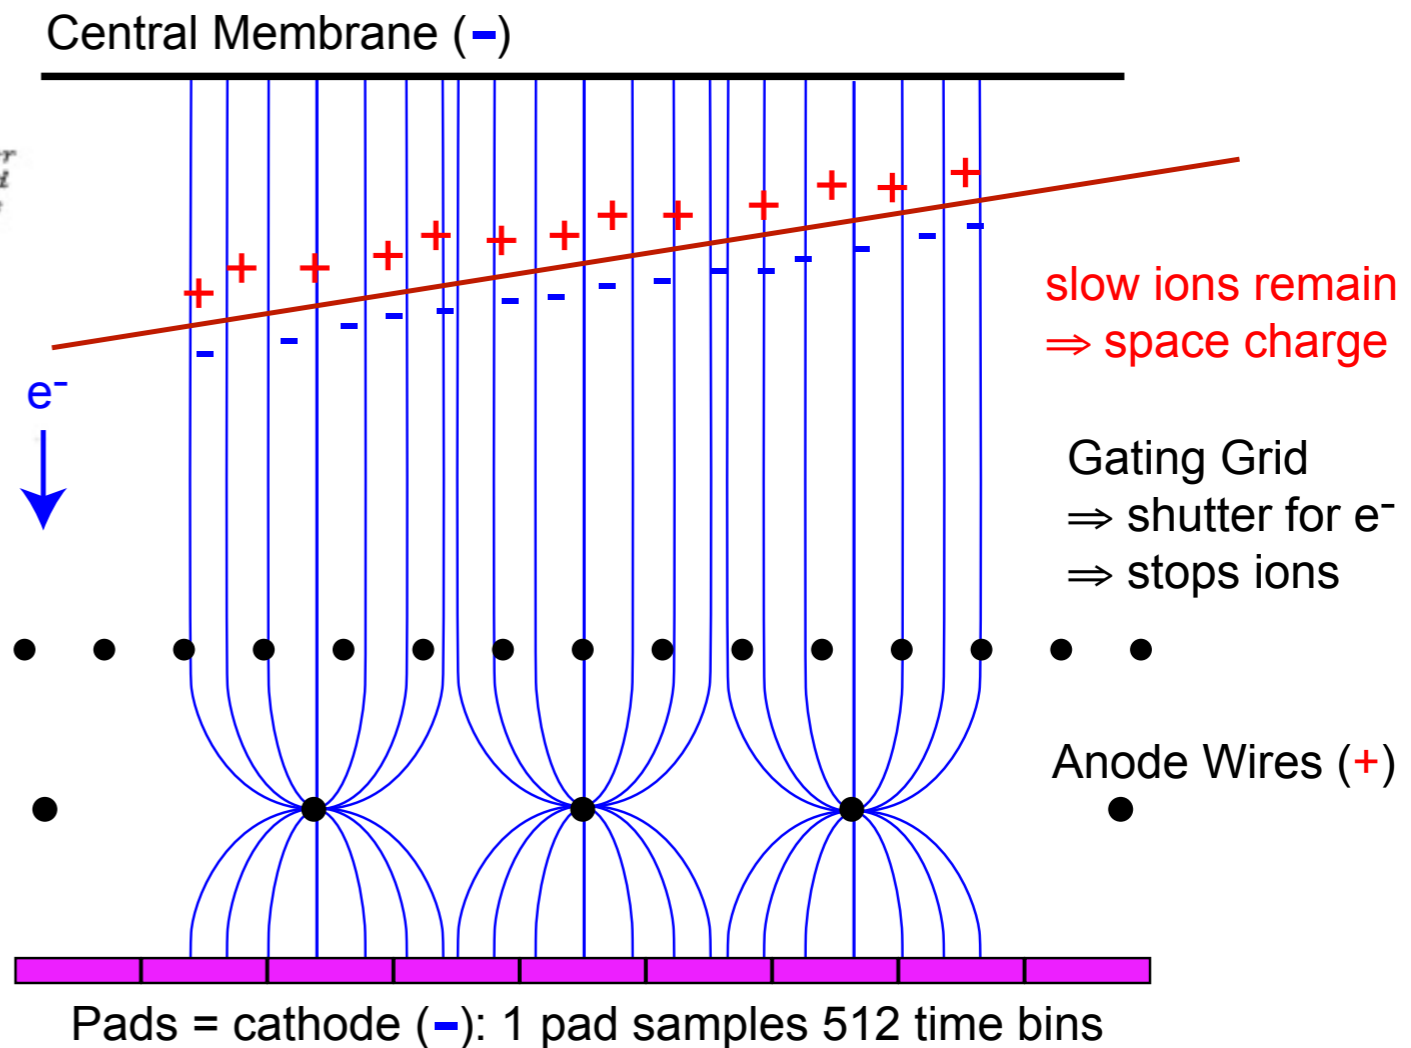 Central Membrane (-)
e⁻
slow ions remain
⇒ space charge
Gating Grid
⇒ shutter for e⁻
⇒ stops ions
Anode Wires (+)
Pads = cathode (-): 1 pad samples 512 time bins